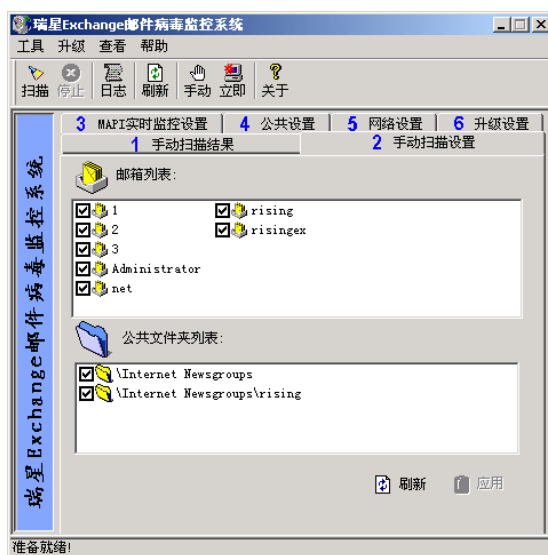 瑞星Exchange邮件病毒监控系统
工具 升级 查看 帮助
扫描 停止 日志 刷新 手动 立即 关于
3 MAPI实时监控设置 4 公共设置 5 网络设置 6 升级设置
1 手动扫描结果 2 手动扫描设置
瑞星Exchange邮件病毒监控系统
邮箱列表:
1 rising
2 risingex
3
Administrator
net
公共文件夹列表:
\Internet Newsgroups
\Internet Newsgroups\rising
刷新 应用
准备就绪!